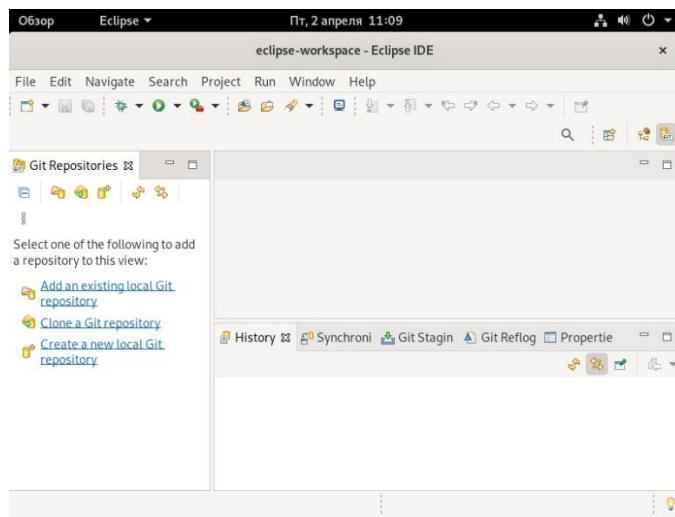 Обзор Eclipse Пт, 2 апреля 11:09
eclipse-workspace - Eclipse IDE
File Edit Navigate Search Project Run Window Help
Git Repositories
Select one of the following to add
a repository to this view:
Add an existing local Git
repository
Clone a Git repository
Create a new local Git
repository
History Synchroni Git Stagin Git Reflog Propertie